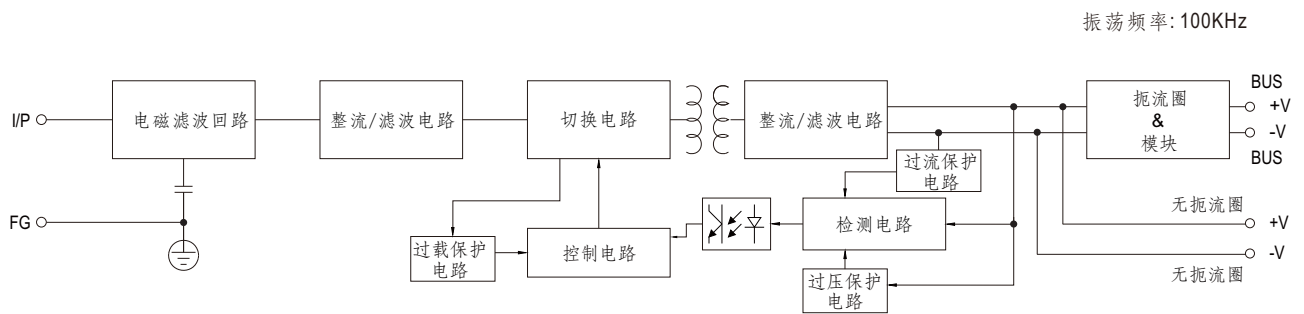 振荡频率: 100KHz
I/P
电磁滤波回路
整流/滤波电路
切换电路
整流/滤波电路
扼流圈
&
模块
BUS
+V
-V
BUS
过流保护
电路
FG
过载保护
电路
控制电路
检测电路
过压保护
电路
无扼流圈
+V
-V
无扼流圈